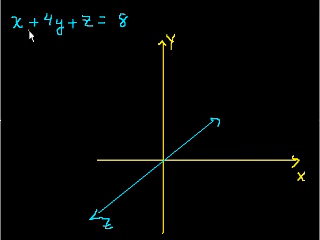 x + 4y + z = 8
Y
X
z